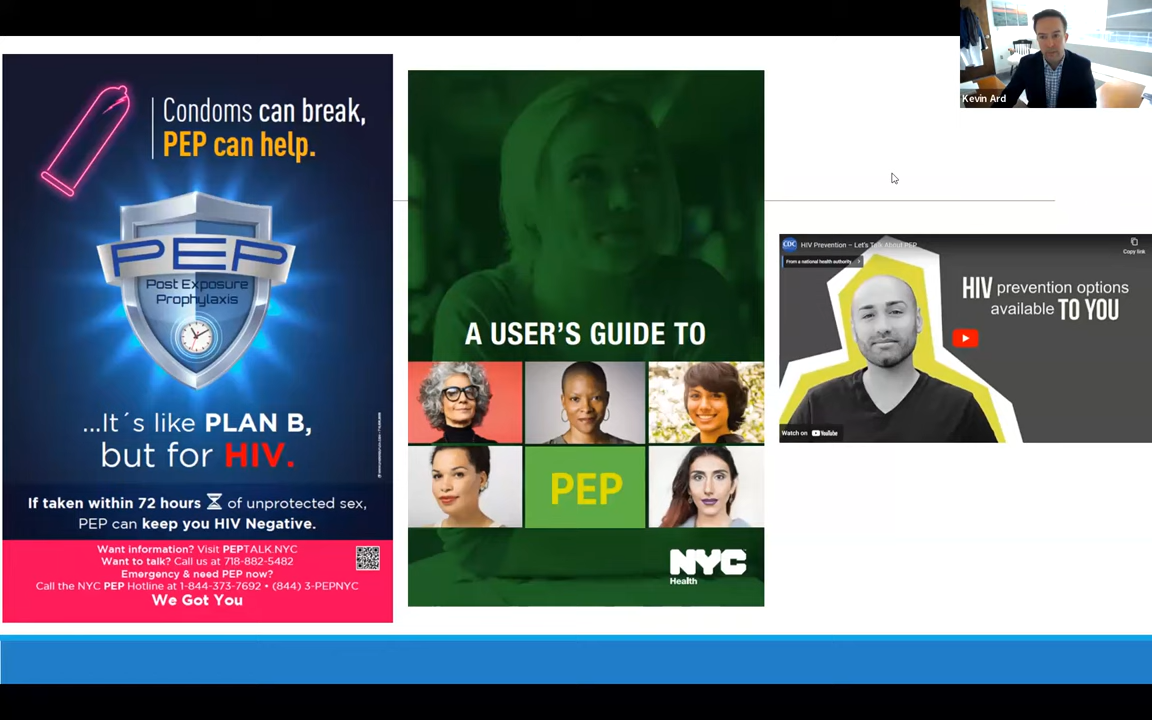 Condoms can break,
PEP can help.
PEP
Post Exposure
Prophylaxis
...It´s like PLAN B,
but for HIV.
If taken within 72 hours of unprotected sex,
PEP can keep you HIV Negative.
Want information? Visit PEPTALK.NYC
Want to talk? Call us at 718-882-5482
Emergency & need PEP now?
Call the NYC PEP Hotline at 1-844-373-7692 • (844) 3-PEPNYC
We Got You
A USER'S GUIDE TO
PEP
NYC
Health
Kevin Ard
CDC
HIV Prevention – Let's Talk About PEP
Copy link
From a national health authority
HIV prevention options
available TO YOU
Watch on YouTube